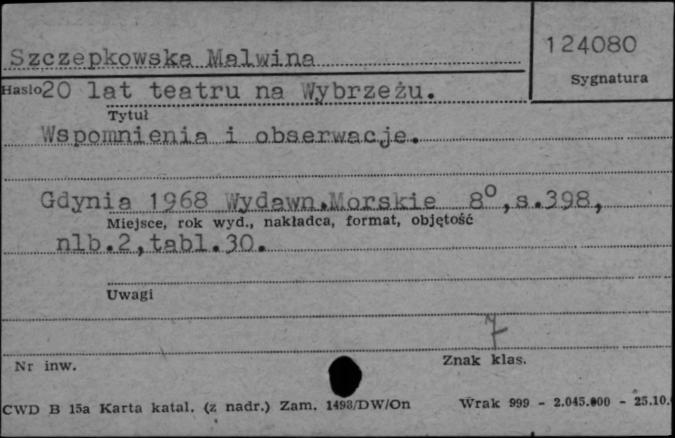 Szczepkowska Malwina
124080
Sygnatura
Hasło 20 lat teatru na Wybrzeżu.
Tytuł
Wspomnienia i obserwacje.
Gdynia 1968 Wydawn.Morskie 8°,s.398,
Miejsce, rok wyd., nakładca, format, objętość
nlb.2,tabl.30.
Uwagi
7
Nr inw.
Znak klas.
CWD B 15a Karta katal. (z nadr.) Zam. 1493/DW/On Wrak 999 - 2.045.000 - 25.10.